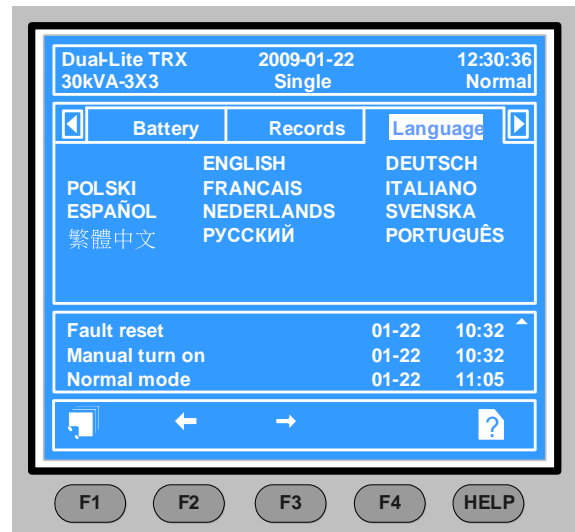 Dual-Lite TRX 2009-01-22 12:30:36
30kVA-3X3 Single Normal
Battery Records Language
ENGLISH DEUTSCH
POLSKI FRANCAIS ITALIANO
ESPAÑOL NEDERLANDS SVENSKA
繁體中文 РУССКИЙ PORTUGUÊS
Fault reset 01-22 10:32
Manual turn on 01-22 10:32
Normal mode 01-22 11:05
?
F1 F2 F3 F4 HELP